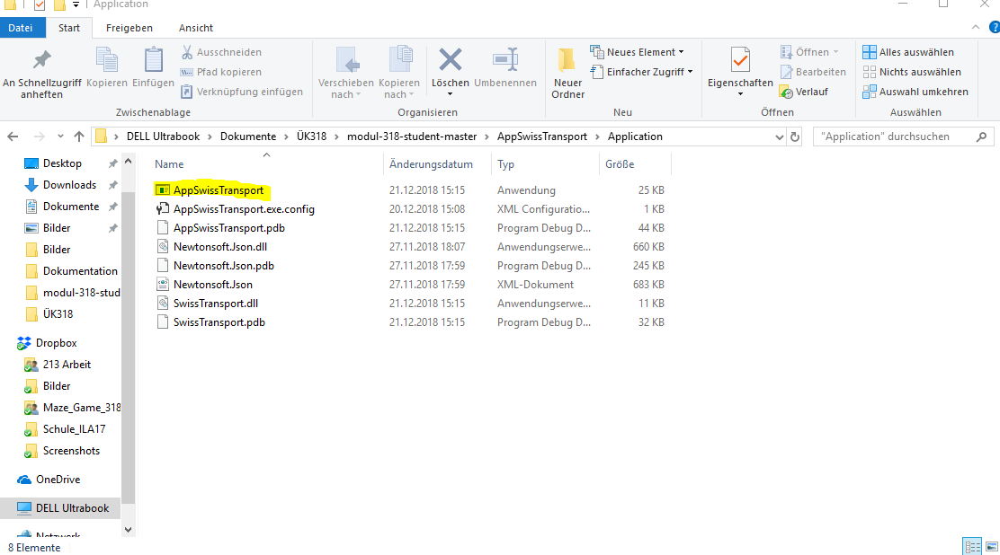 Application
Datei Start Freigeben Ansicht
An Schnellzugriff anheften
Kopieren
Einfügen
Ausschneiden
Pfad kopieren
Verknüpfung einfügen
Zwischenablage
Verschieben nach
Kopieren nach
Löschen
Umbenennen
Organisieren
Neuer Ordner
Neues Element
Einfacher Zugriff
Neu
Eigenschaften
Öffnen
Bearbeiten
Verlauf
Öffnen
Alles auswählen
Nichts auswählen
Auswahl umkehren
Auswählen
DELL Ultrabook > Dokumente > ÜK318 > modul-318-student-master > AppSwissTransport > Application
"Application" durchsuchen
Desktop
Downloads
Dokumente
Bilder
Bilder
Dokumentation
modul-318-stud
ÜK318
Dropbox
213 Arbeit
Bilder
Maze_Game_318
Schule_ILA17
Screenshots
OneDrive
DELL Ultrabook
Netzwerk
Name Änderungsdatum Typ Größe
AppSwissTransport 21.12.2018 15:15 Anwendung 25 KB
AppSwissTransport.exe.config 20.12.2018 15:08 XML Configuratio... 1 KB
AppSwissTransport.pdb 21.12.2018 15:15 Program Debug D... 44 KB
Newtonsoft.Json.dll 27.11.2018 18:07 Anwendungserwe... 660 KB
Newtonsoft.Json.pdb 27.11.2018 17:59 Program Debug D... 245 KB
Newtonsoft.Json 27.11.2018 17:59 XML-Dokument 683 KB
SwissTransport.dll 21.12.2018 15:15 Anwendungserwe... 11 KB
SwissTransport.pdb 21.12.2018 15:15 Program Debug D... 32 KB
8 Elemente